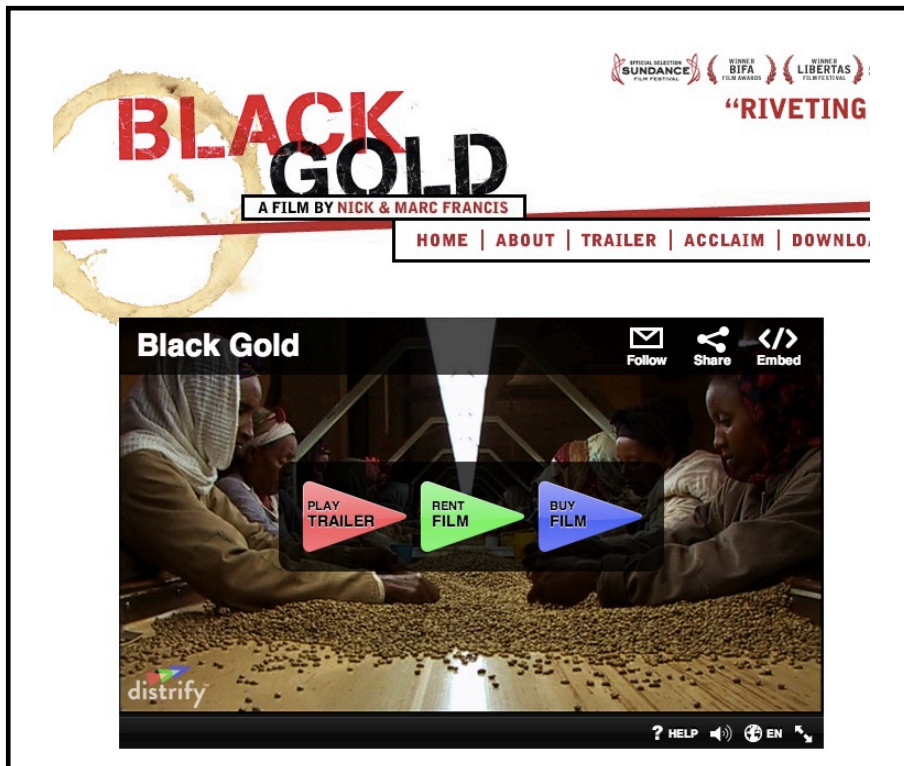 OFFICIAL SELECTION
SUNDANCE
FILM FESTIVAL
WINNER
BIFA
FILM AWARDS
WINNER
LIBERTAS
FILM FESTIVAL
“RIVETING
BLACK
GOLD
A FILM BY NICK & MARC FRANCIS
HOME | ABOUT | TRAILER | ACCLAIM | DOWNLOA
Black Gold
Follow
Share
Embed
PLAY
TRAILER
RENT
FILM
BUY
FILM
distrify
? HELP
EN